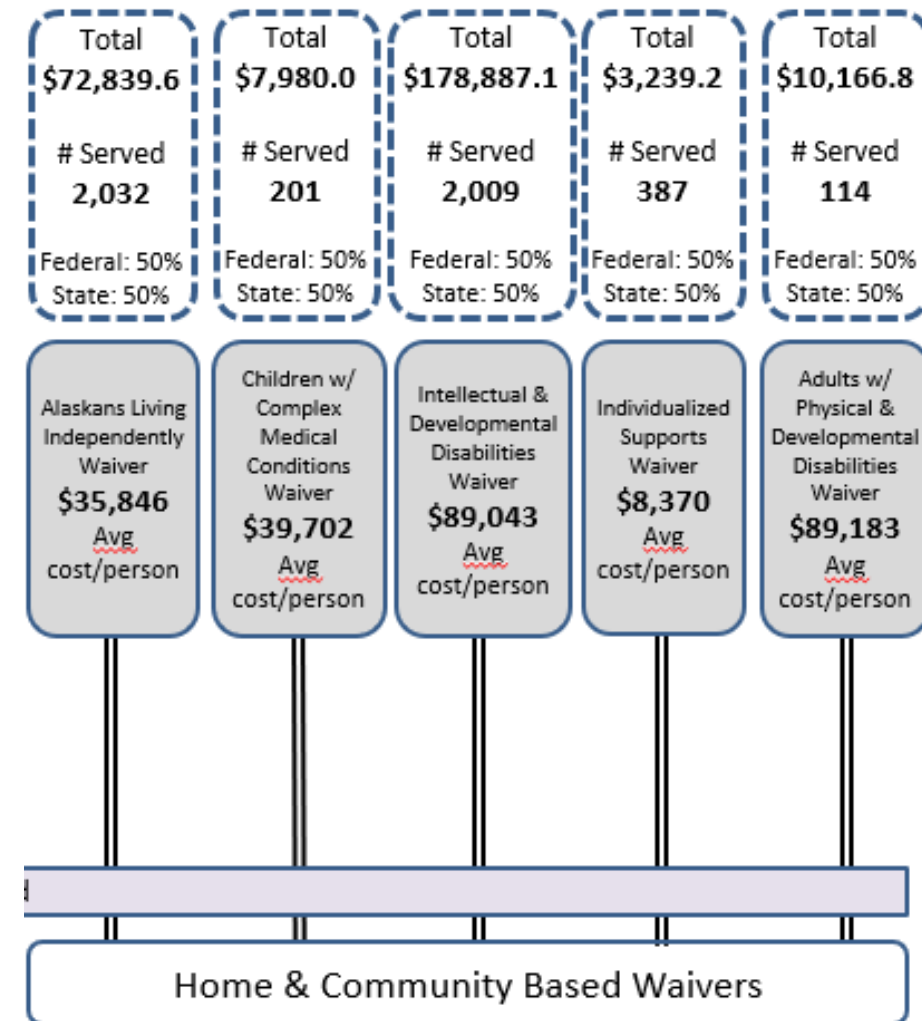 Total
$72,839.6
# Served
2,032
Federal: 50%
State: 50%
Total
$7,980.0
# Served
201
Federal: 50%
State: 50%
Total
$178,887.1
# Served
2,009
Federal: 50%
State: 50%
Total
$3,239.2
# Served
387
Federal: 50%
State: 50%
Total
$10,166.8
# Served
114
Federal: 50%
State: 50%
Alaskans Living
Independently
Waiver
$35,846
Avg
cost/person
Children w/
Complex
Medical
Conditions
Waiver
$39,702
Avg
cost/person
Intellectual &
Developmental
Disabilities
Waiver
$89,043
Avg
cost/person
Individualized
Supports
Waiver
$8,370
Avg
cost/person
Adults w/
Physical &
Developmental
Disabilities
Waiver
$89,183
Avg
cost/person
Home & Community Based Waivers